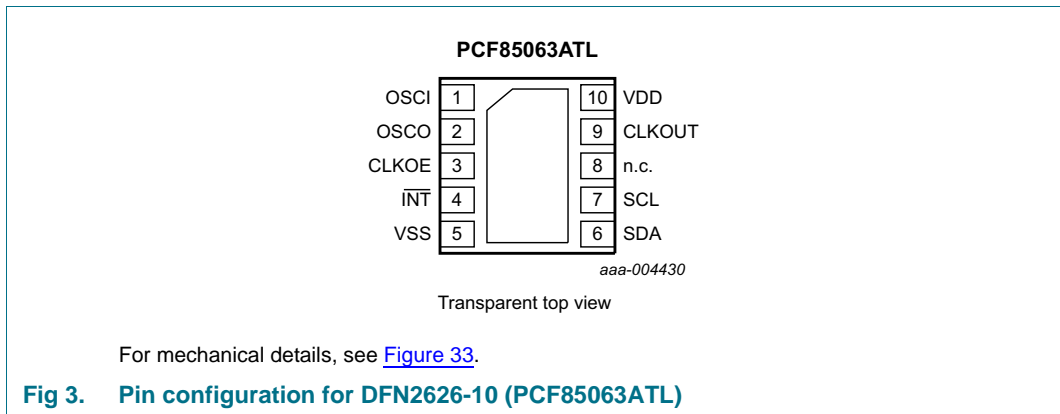 PCF85063ATL
OSCI 1 10 VDD
OSCO 2 9 CLKOUT
CLKOE 3 8 n.c.
INT 4 7 SCL
VSS 5 6 SDA
aaa-004430
Transparent top view
For mechanical details, see Figure 33.
Fig 3. Pin configuration for DFN2626-10 (PCF85063ATL)